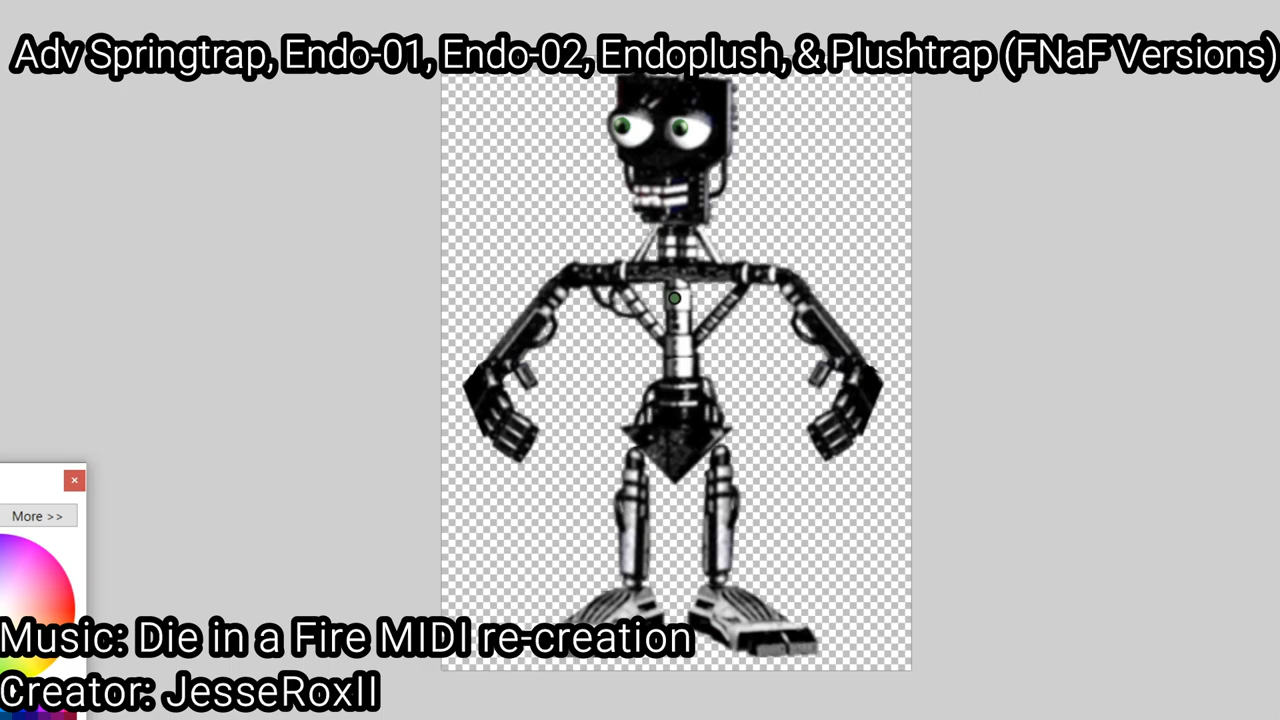 Adv Springtrap, Endo-01, Endo-02, Endoplush, & Plushtrap (FNaF Versions)
More >>
Music: Die in a Fire MIDI re-creation
Creator: JesseRoxII